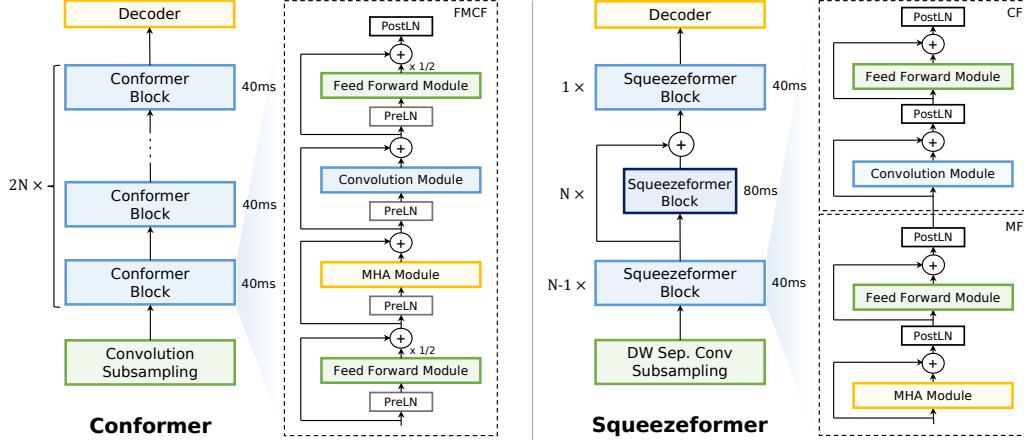 Decoder
Conformer
Block
40ms
2N ×
Conformer
Block
40ms
Conformer
Block
40ms
Convolution
Subsampling
Conformer
FMCF
PostLN
+
x 1/2
Feed Forward Module
PreLN
+
Convolution Module
PreLN
+
MHA Module
PreLN
+
x 1/2
Feed Forward Module
PreLN
Decoder
1 ×
Squeezeformer
Block
40ms
+
N ×
Squeezeformer
Block
80ms
N-1 ×
Squeezeformer
Block
40ms
DW Sep. Conv
Subsampling
Squeezeformer
CF
PostLN
+
Feed Forward Module
PostLN
+
Convolution Module
MF
PostLN
+
Feed Forward Module
PostLN
+
MHA Module